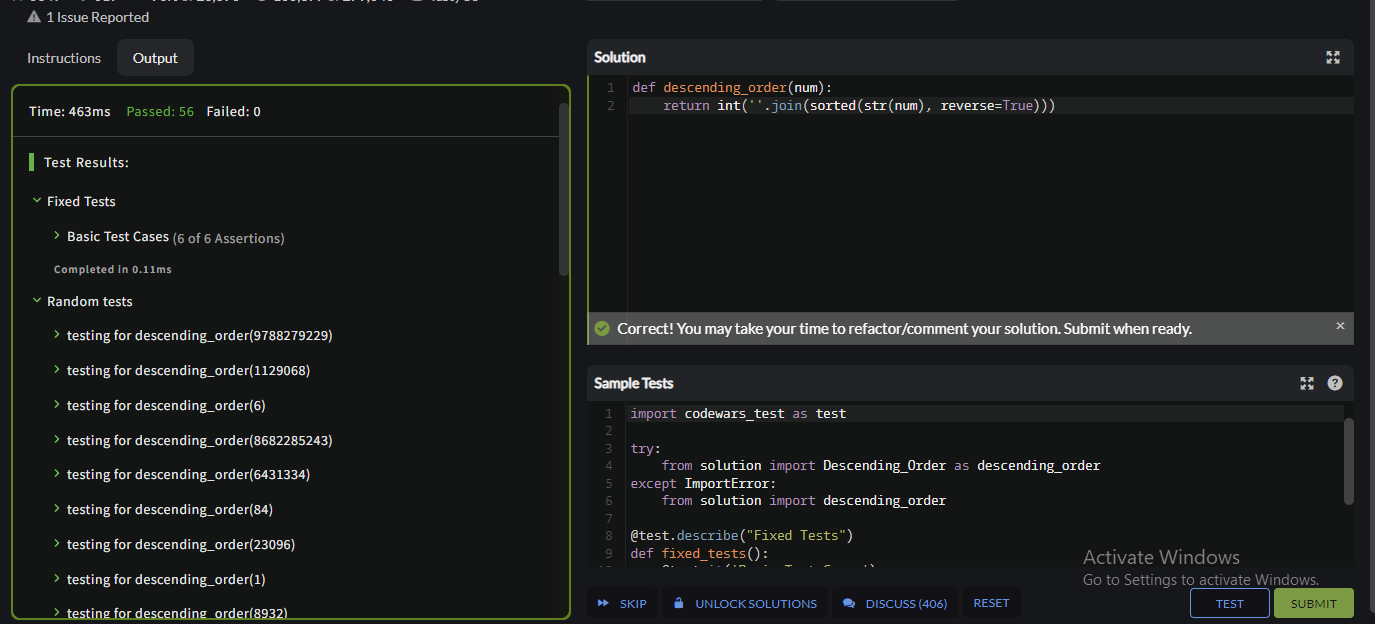 1 Issue Reported
Instructions
Output
Time: 463ms Passed: 56 Failed: 0
Test Results:
Fixed Tests
Basic Test Cases (6 of 6 Assertions)
Completed in 0.11ms
Random tests
testing for descending_order(9788279229)
testing for descending_order(1129068)
testing for descending_order(6)
testing for descending_order(8682285243)
testing for descending_order(6431334)
testing for descending_order(84)
testing for descending_order(23096)
testing for descending_order(1)
testing for descending_order(8932)
Solution
1 def descending_order(num):
2     return int(''.join(sorted(str(num), reverse=True)))
Correct! You may take your time to refactor/comment your solution. Submit when ready.
×
Sample Tests
?
1 import codewars_test as test
2
3 try:
4     from solution import Descending_Order as descending_order
5 except ImportError:
6     from solution import descending_order
7
8 @test.describe("Fixed Tests")
9 def fixed_tests():
Activate Windows
Go to Settings to activate Windows.
SKIP
UNLOCK SOLUTIONS
DISCUSS (406)
RESET
TEST
SUBMIT